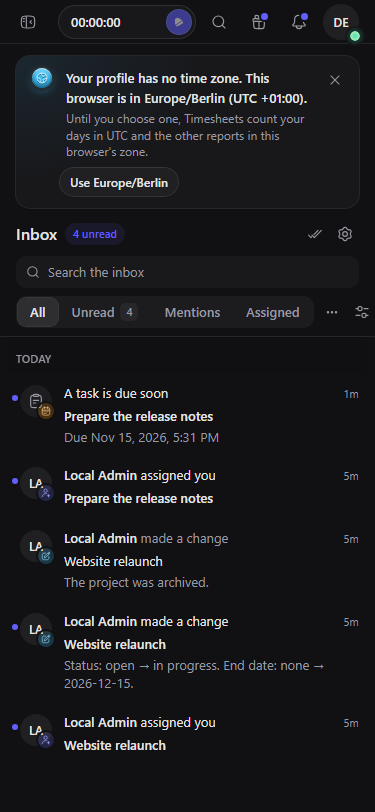 00:00:00
DE
Your profile has no time zone. This
browser is in Europe/Berlin (UTC +01:00).
Until you choose one, Timesheets count your
days in UTC and the other reports in this
browser's zone.
Use Europe/Berlin
Inbox 4 unread
Search the inbox
All Unread 4 Mentions Assigned
TODAY
A task is due soon 1m
Prepare the release notes
Due Nov 15, 2026, 5:31 PM
LA Local Admin assigned you 5m
Prepare the release notes
LA Local Admin made a change 5m
Website relaunch
The project was archived.
LA Local Admin made a change 5m
Website relaunch
Status: open → in progress. End date: none →
2026-12-15.
LA Local Admin assigned you 5m
Website relaunch